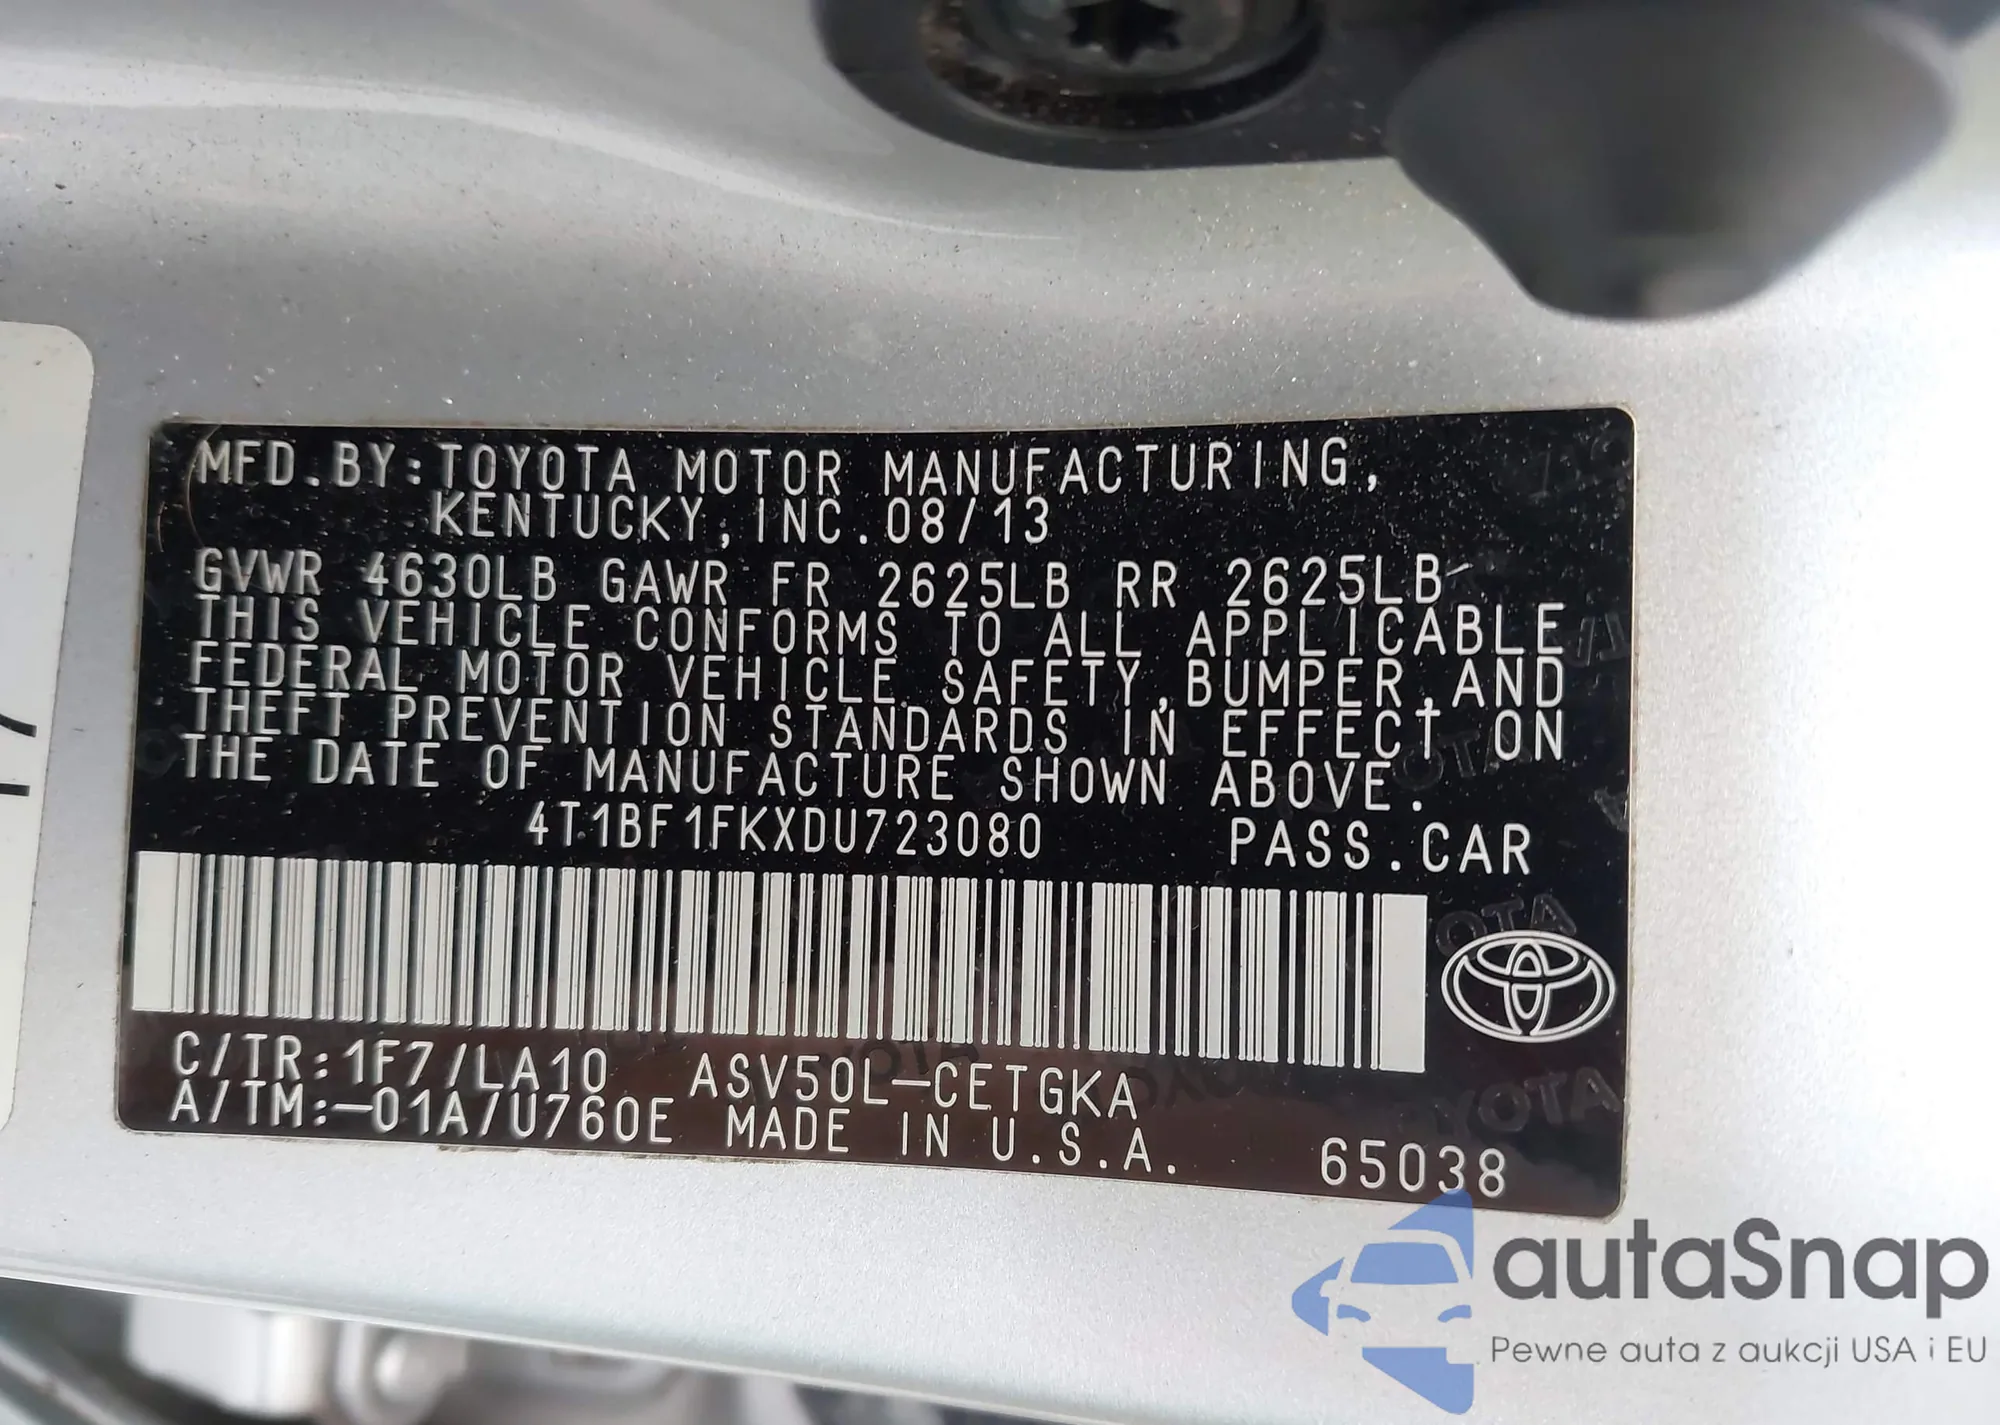 MFD.BY:TOYOTA MOTOR MANUFACTURING,
KENTUCKY, INC.08/13
GVWR 4630LB GAWR FR 2625LB RR 2625LB
THIS VEHICLE CONFORMS TO ALL APPLICABLE
FEDERAL MOTOR VEHICLE SAFETY,BUMPER,AND
THEFT PREVENTION STANDARDS IN EFFECT ON
THE DATE OF MANUFACTURE SHOWN ABOVE.
4T1BF1FKXDU723080 PASS.CAR
C/TR:1F7/LA10 ASV50L-CETGKA
A/TM:-01A/U760E MADE IN U.S.A. 65038
autaSnap
Pewne auta z aukcji USA i EU